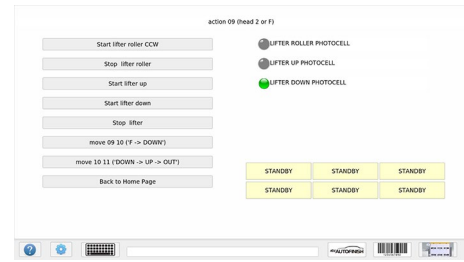 action 09 (head 2 or F)
Start lifter roller CCW
LIFTER ROLLER PHOTOCELL
Stop lifter roller
LIFTER UP PHOTOCELL
Start lifter up
LIFTER DOWN PHOTOCELL
Start lifter down
Stop lifter
move 09 10 ('F -> DOWN')
move 10 11 ('DOWN -> UP -> OUT')
STANDBY STANDBY STANDBY
Back to Home Page
STANDBY STANDBY STANDBY
? AUTOFINISH